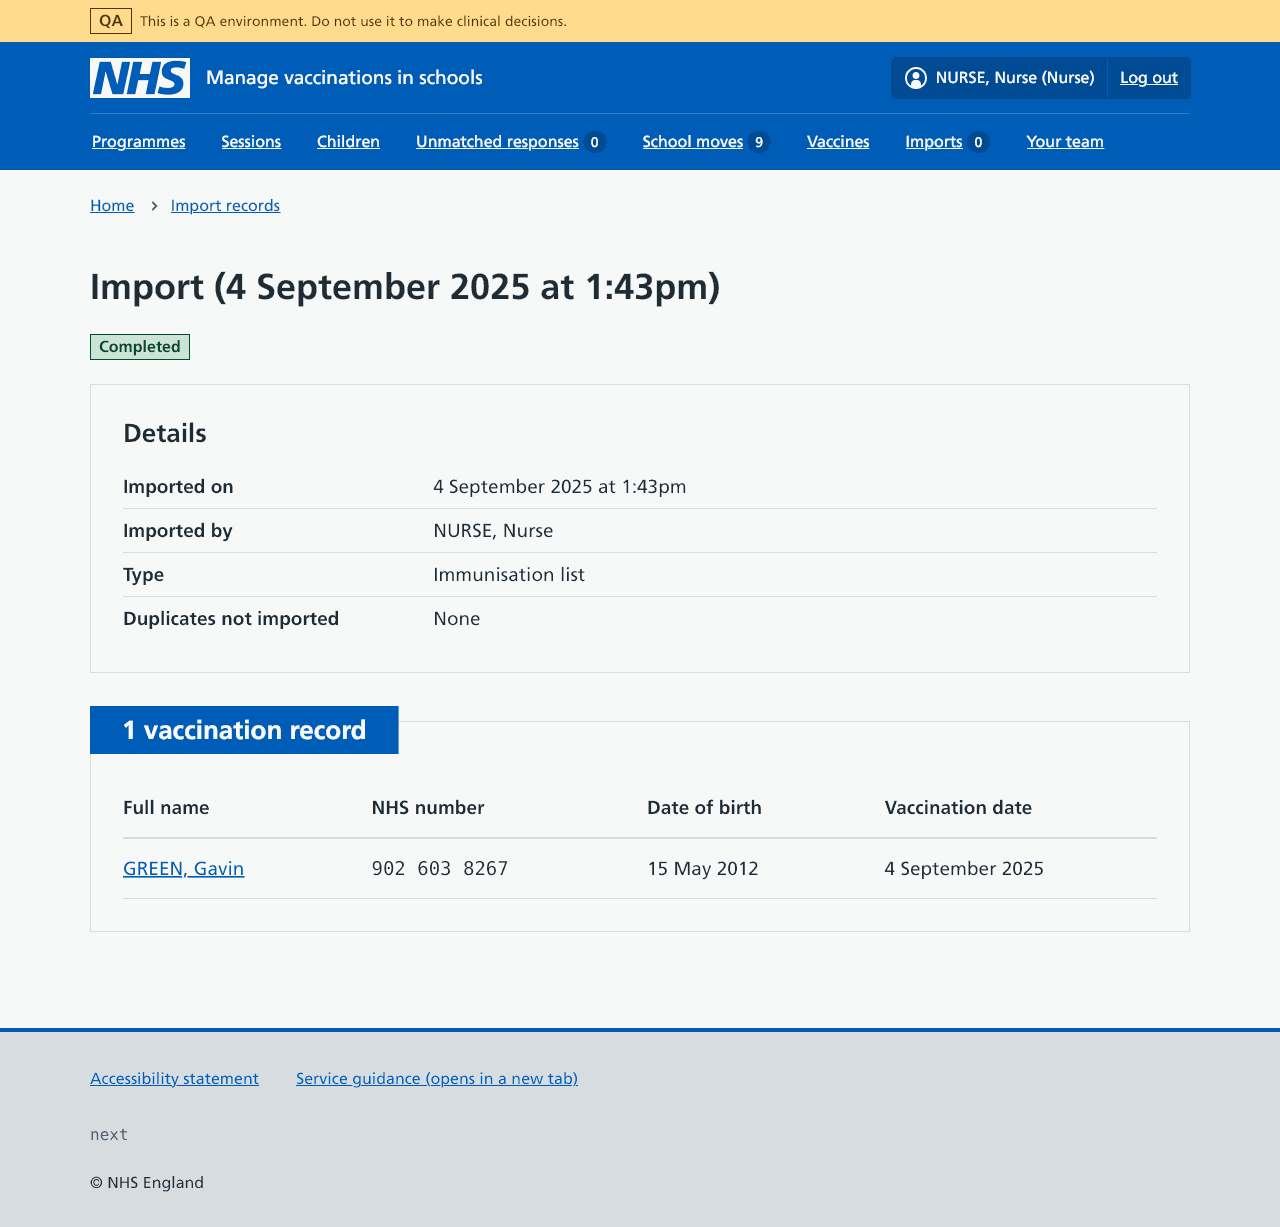 QA This is a QA environment. Do not use it to make clinical decisions.
NHS Manage vaccinations in schools NURSE, Nurse (Nurse) Log out
Programmes Sessions Children Unmatched responses 0 School moves 9 Vaccines Imports 0 Your team
Home Import records
Import (4 September 2025 at 1:43pm)
Completed
Details
Imported on 4 September 2025 at 1:43pm
Imported by NURSE, Nurse
Type Immunisation list
Duplicates not imported None
1 vaccination record
Full name NHS number Date of birth Vaccination date
GREEN, Gavin 902 603 8267 15 May 2012 4 September 2025
Accessibility statement Service guidance (opens in a new tab)
next
© NHS England